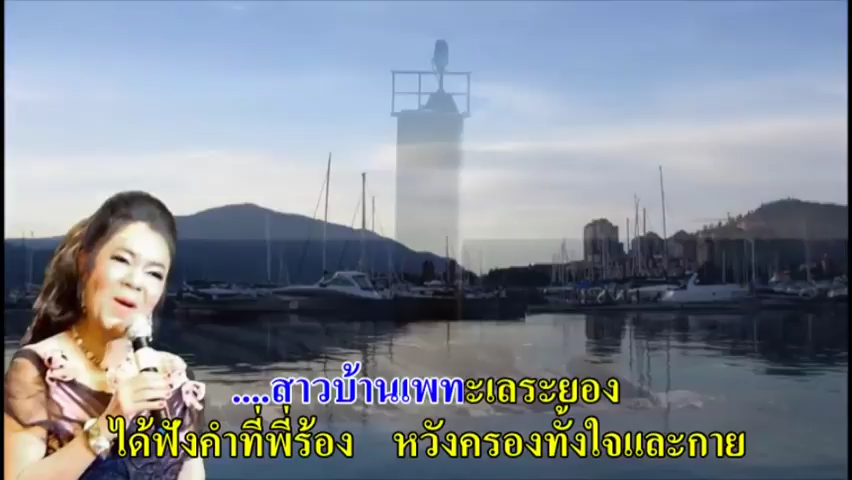 ....สาวบ้านเพทะเลระยอง
ได้ฟังคำที่พี่ร้อง หวังครองทั้งใจและกาย